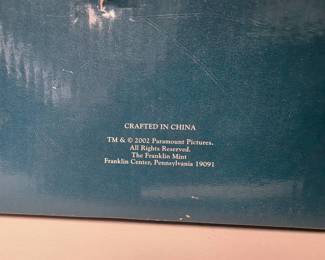 CRAFTED IN CHINA
TM & © 2002 Paramount Pictures.
All Rights Reserved.
The Franklin Mint
Franklin Center, Pennsylvania 19091